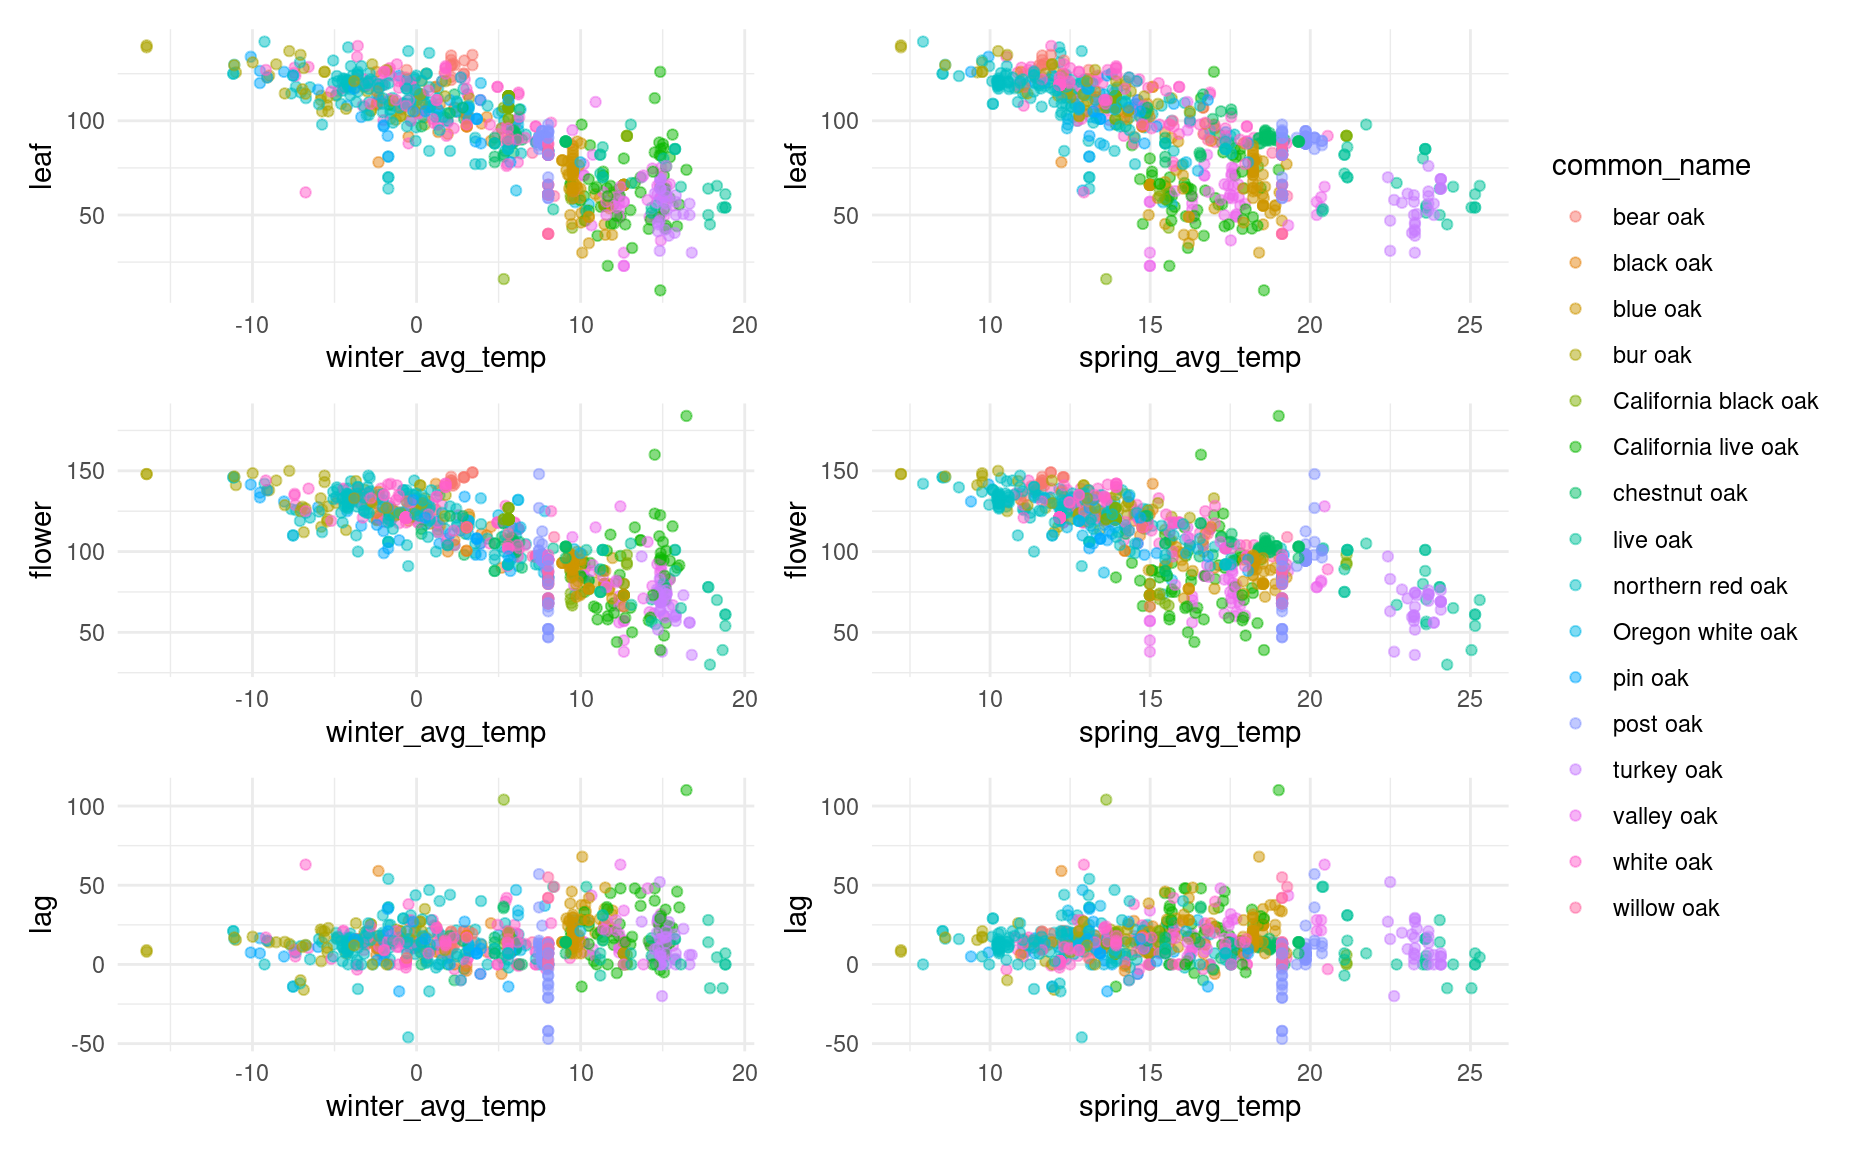 leaf
100
50
-10 0 10 20
winter_avg_temp
leaf
100
50
10 15 20 25
spring_avg_temp
flower
150
100
50
-10 0 10 20
winter_avg_temp
flower
150
100
50
10 15 20 25
spring_avg_temp
lag
100
50
0
-50
-10 0 10 20
winter_avg_temp
lag
100
50
0
-50
10 15 20 25
spring_avg_temp
common_name
bear oak
black oak
blue oak
bur oak
California black oak
California live oak
chestnut oak
live oak
northern red oak
Oregon white oak
pin oak
post oak
turkey oak
valley oak
white oak
willow oak